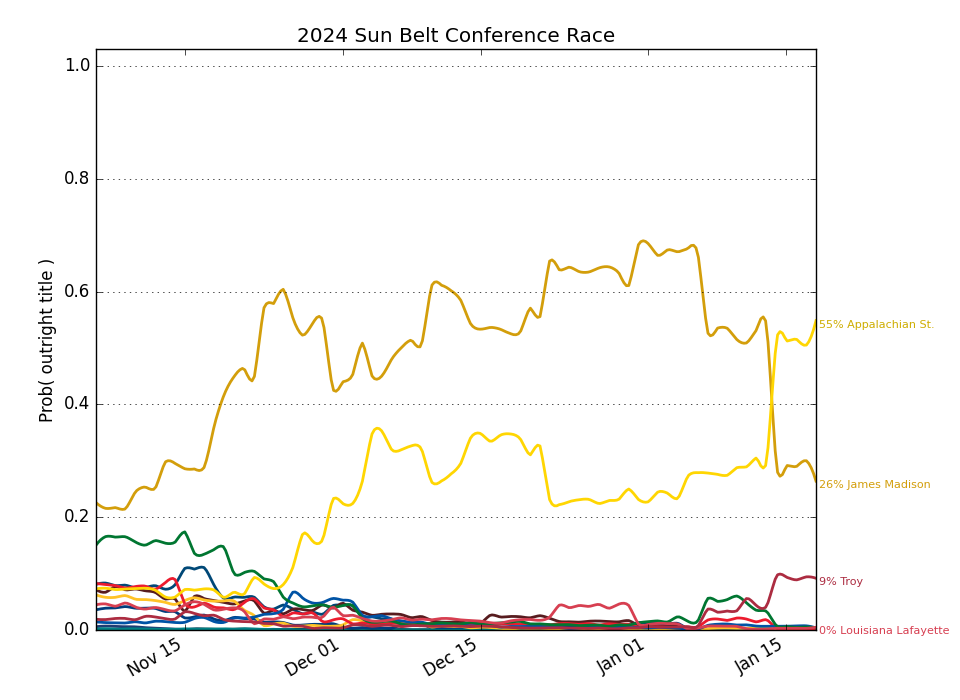 2024 Sun Belt Conference Race
Prob( outright title )
1.0
0.8
0.6
0.4
0.2
0.0
Nov 15
Dec 01
Dec 15
Jan 01
Jan 15
55% Appalachian St.
26% James Madison
9% Troy
0% Louisiana Lafayette